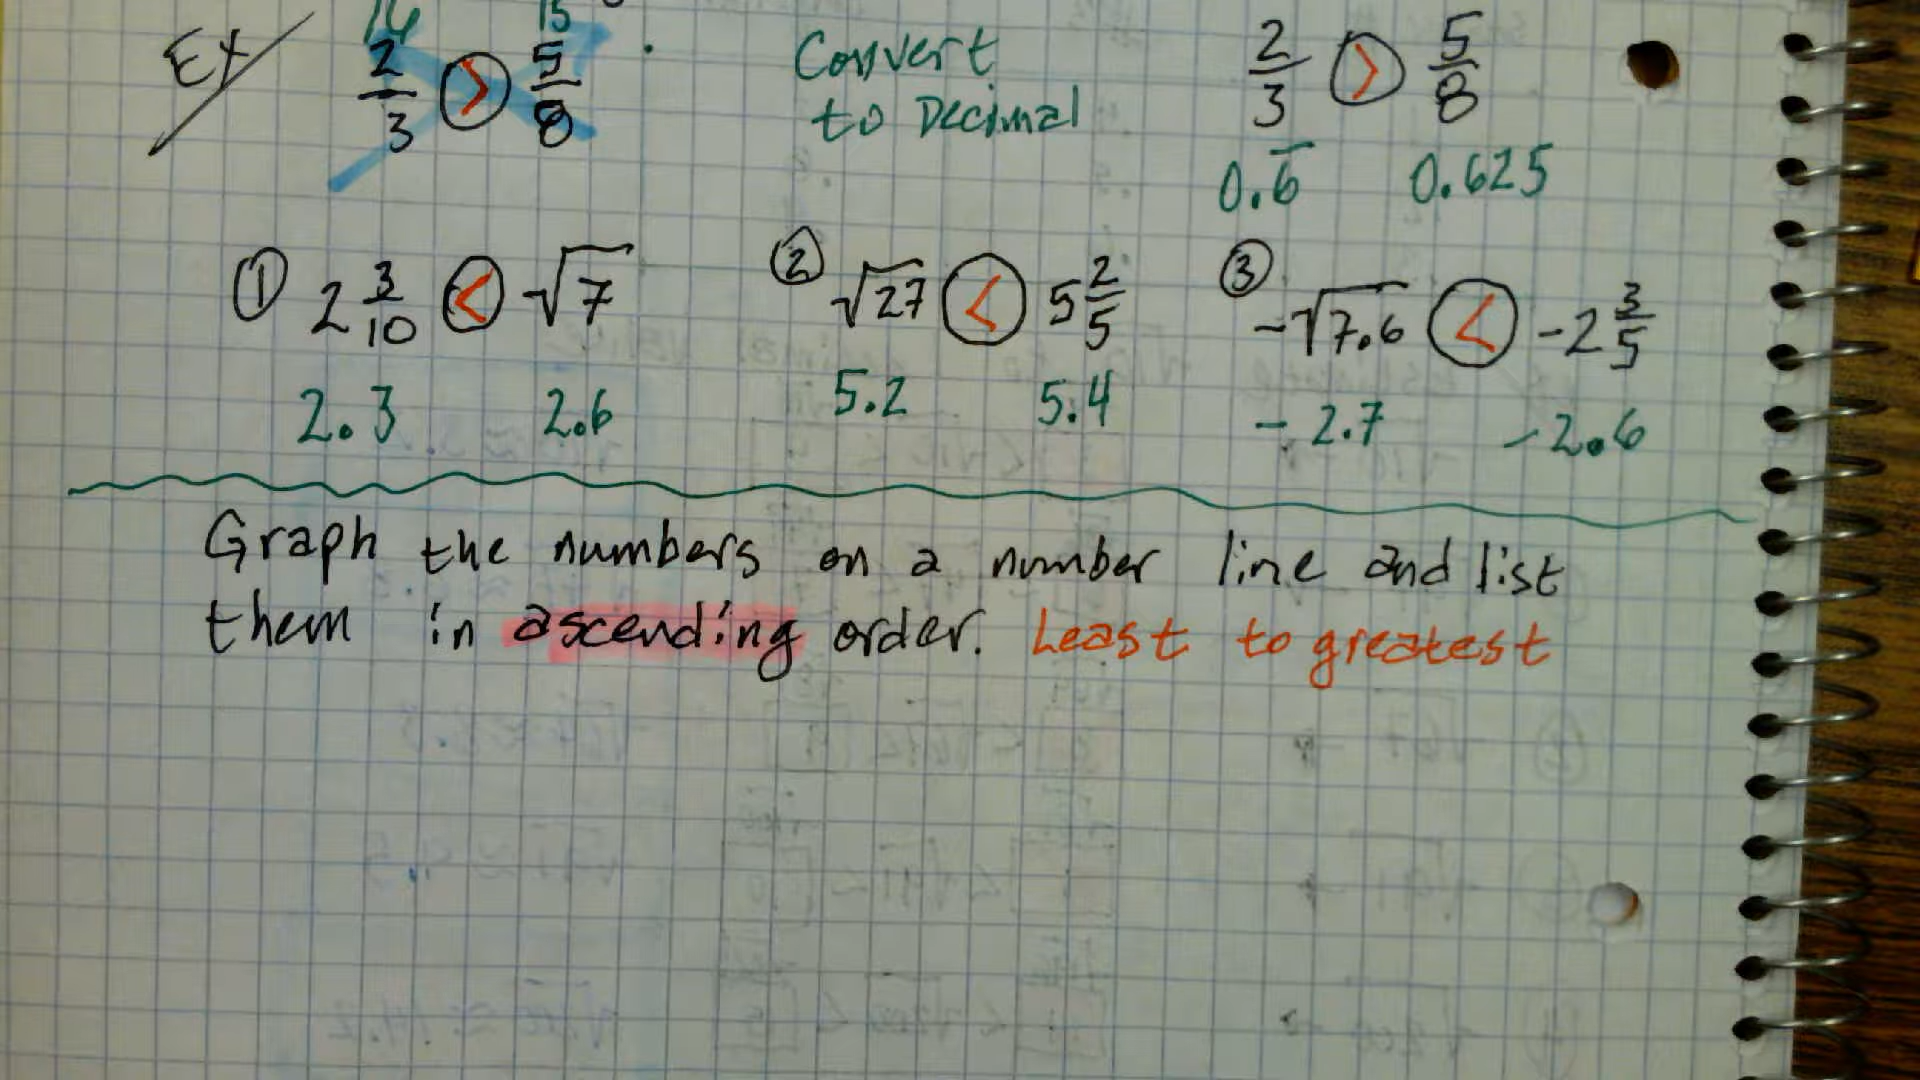 Ex 16 15
2/3 > 5/8 Convert to Decimal 2/3 > 5/8
0.6̅ 0.625
① 2 3/10 < √7 ② √27 < 5 2/5 ③ -√7.6 < -2 3/5
2.3 2.6 5.2 5.4 -2.7 -2.6
Graph the numbers on a number line and list
them in ascending order. Least to greatest